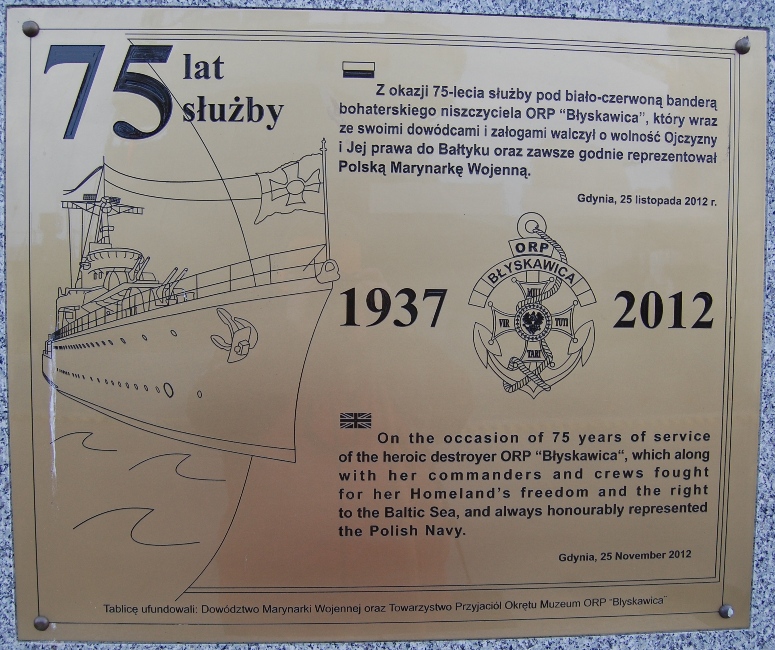 75 lat
służby
Z okazji 75-lecia służby pod biało-czerwoną banderą
bohaterskiego niszczyciela ORP “Błyskawica”, który wraz
ze swoimi dowódcami i załogami walczył o wolność Ojczyzny
i Jej prawa do Bałtyku oraz zawsze godnie reprezentował
Polską Marynarkę Wojenną.
Gdynia, 25 listopada 2012 r.
1937
ORP
BŁYSKAWICA
MILI
VIR TUTI
TARI
2012
On the occasion of 75 years of service
of the heroic destroyer ORP “Błyskawica“, which along
with her commanders and crews fought
for her Homeland's freedom and the right
to the Baltic Sea, and always honourably represented
the Polish Navy.
Gdynia, 25 November 2012
Tablicę ufundowali: Dowództwo Marynarki Wojennej oraz Towarzystwo Przyjaciół Okrętu Muzeum ORP “Błyskawica”